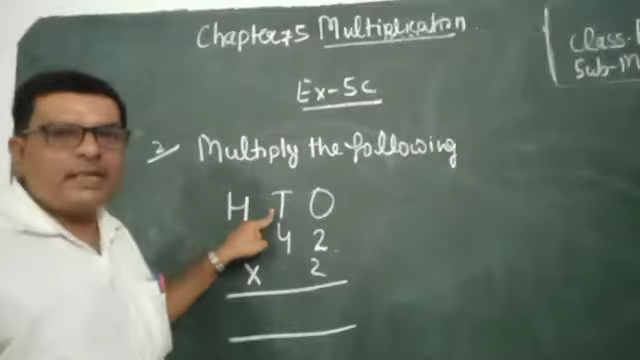 Chapter-5 Multiplication
Class-
Sub-M
Ex-5c
2. Multiply the following
H T O
4 2
x 2